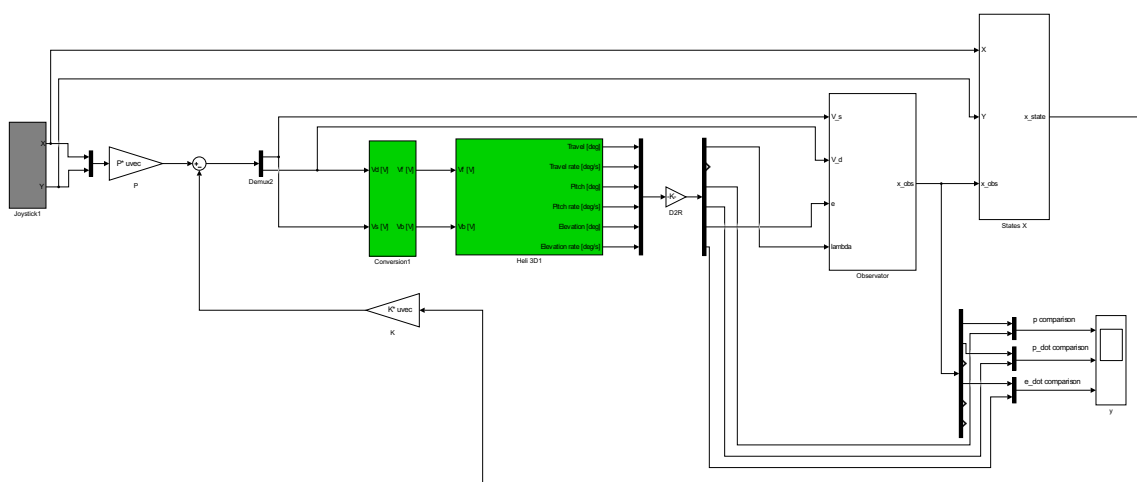 X
Y
Joystick1
P* uvec
P
Demux2
Vd [V]
Vs [V]
Vf [V]
Vb [V]
Conversion1
Vf [V]
Vb [V]
Travel [deg]
Travel rate [deg/s]
Pitch [deg]
Pitch rate [deg/s]
Elevation [deg]
Elevation rate [deg/s]
Heli 3D1
-K-
D2R
V_s
V_d
e
lambda
x_obs
Observator
X
Y
x_obs
x_state
States X
K* uvec
K
p comparison
p_dot comparison
e_dot comparison
y